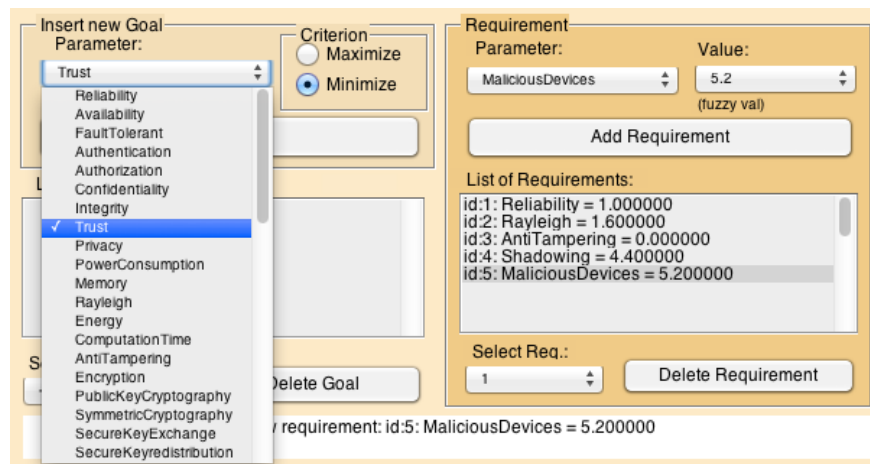 Insert new Goal
Parameter:
Trust
Criterion
Maximize
Minimize
Reliability
Availability
FaultTolerant
Authentication
Authorization
Confidentiality
Integrity
✓ Trust
Privacy
PowerConsumption
Memory
Rayleigh
Energy
ComputationTime
AntiTampering
Encryption
PublicKeyCryptography
SymmetricCryptography
SecureKeyExchange
SecureKeyredistribution
Delete Goal
Requirement
Parameter:
Value:
MaliciousDevices
5.2
(fuzzy val)
Add Requirement
List of Requirements:
id:1: Reliability = 1.000000
id:2: Rayleigh = 1.600000
id:3: AntiTampering = 0.000000
id:4: Shadowing = 4.400000
id:5: MaliciousDevices = 5.200000
Select Req.:
1
Delete Requirement
requirement: id:5: MaliciousDevices = 5.200000